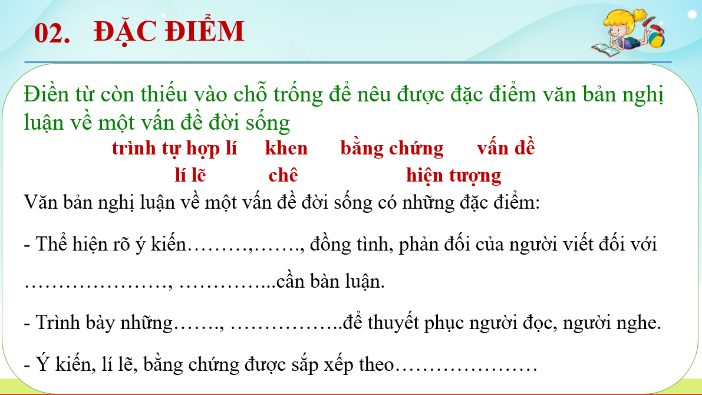 02. ĐẶC ĐIỂM
Điền từ còn thiếu vào chỗ trống để nêu được đặc điểm văn bản nghị
luận về một vấn đề đời sống
trình tự hợp lí khen bằng chứng vấn dề
lí lẽ chê hiện tượng
Văn bản nghị luận về một vấn đề đời sống có những đặc điểm:
- Thể hiện rõ ý kiến………,……., đồng tình, phản đối của người viết đối với
…………………, …………...cần bàn luận.
- Trình bày những……., ……………..để thuyết phục người đọc, người nghe.
- Ý kiến, lí lẽ, bằng chứng được sắp xếp theo…………………